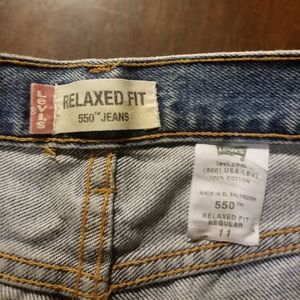 LEVI'S
RELAXED FIT
550™ JEANS
levi.com
(800) USA-LEVI
100% COTTON
MADE IN EL SALVADOR
550™
RELAXED FIT
REGULAR
11